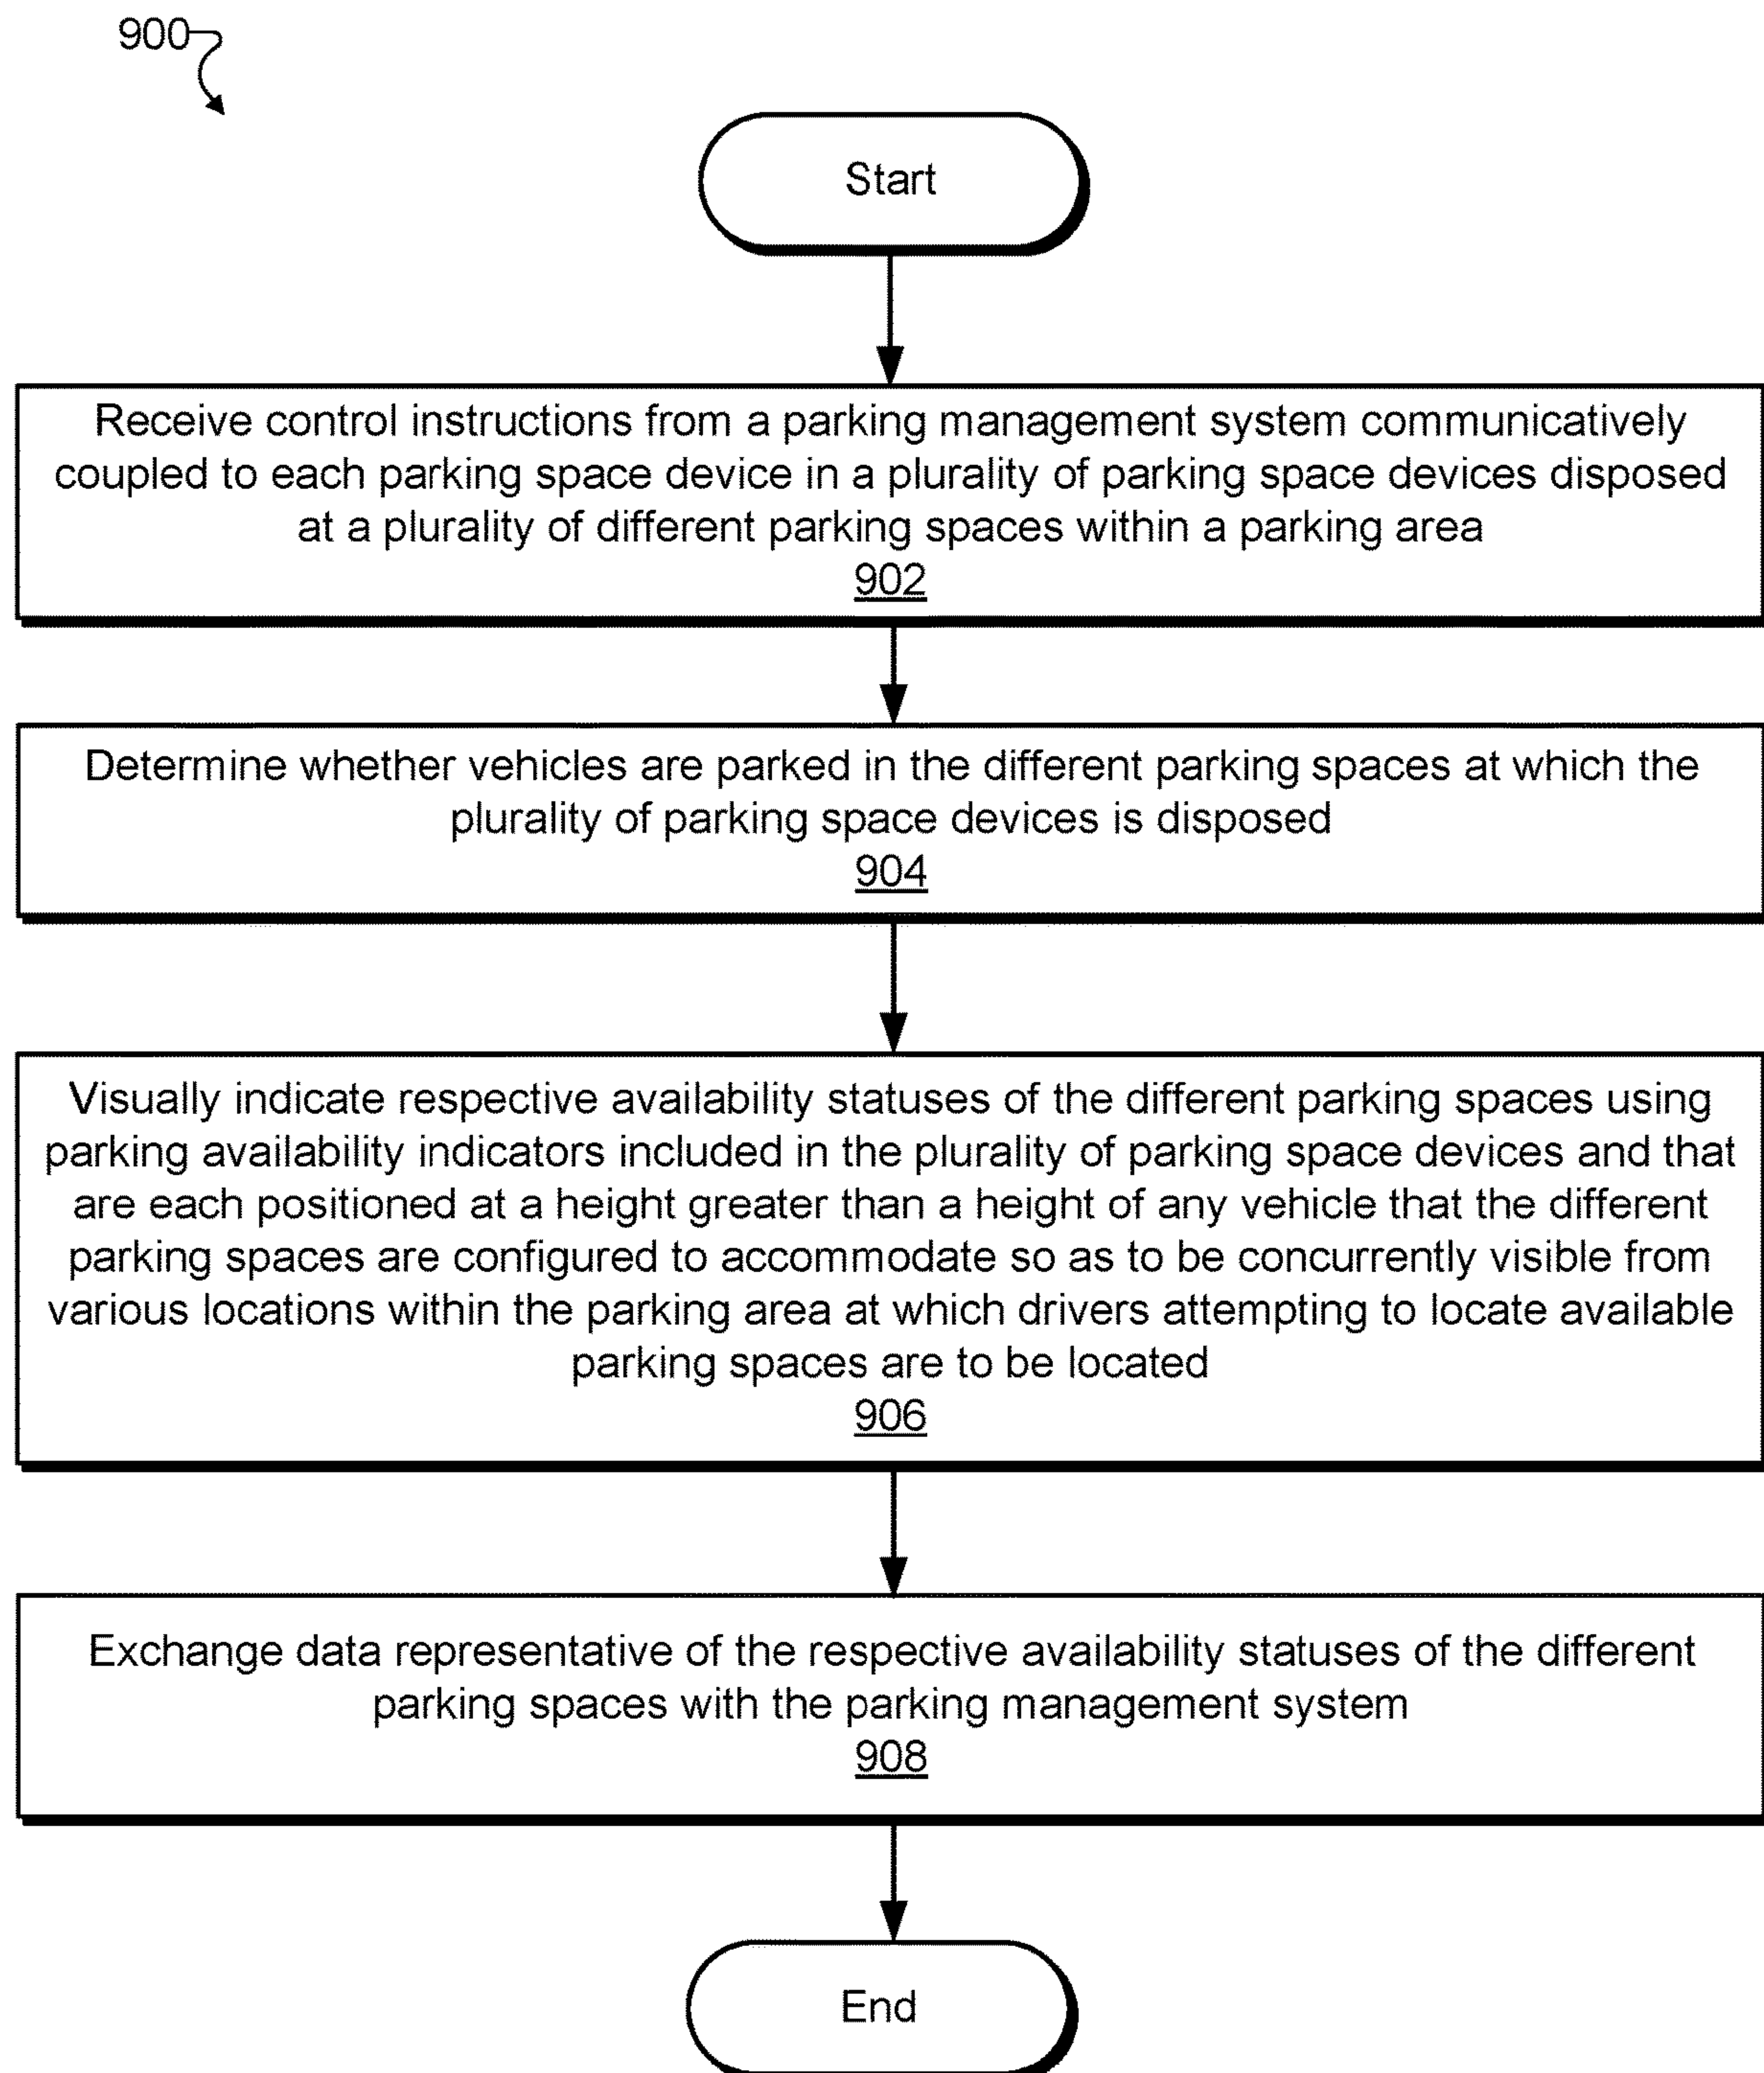 900
Start
Receive control instructions from a parking management system communicatively
coupled to each parking space device in a plurality of parking space devices disposed
at a plurality of different parking spaces within a parking area
902
Determine whether vehicles are parked in the different parking spaces at which the
plurality of parking space devices is disposed
904
Visually indicate respective availability statuses of the different parking spaces using
parking availability indicators included in the plurality of parking space devices and that
are each positioned at a height greater than a height of any vehicle that the different
parking spaces are configured to accommodate so as to be concurrently visible from
various locations within the parking area at which drivers attempting to locate available
parking spaces are to be located
906
Exchange data representative of the respective availability statuses of the different
parking spaces with the parking management system
908
End